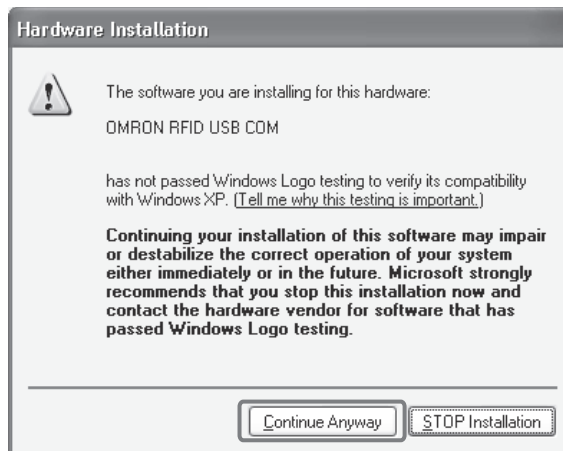 Hardware Installation
The software you are installing for this hardware:
OMRON RFID USB COM
has not passed Windows Logo testing to verify its compatibility
with Windows XP. (Tell me why this testing is important.)
Continuing your installation of this software may impair
or destabilize the correct operation of your system
either immediately or in the future. Microsoft strongly
recommends that you stop this installation now and
contact the hardware vendor for software that has
passed Windows Logo testing.
Continue Anyway STOP Installation